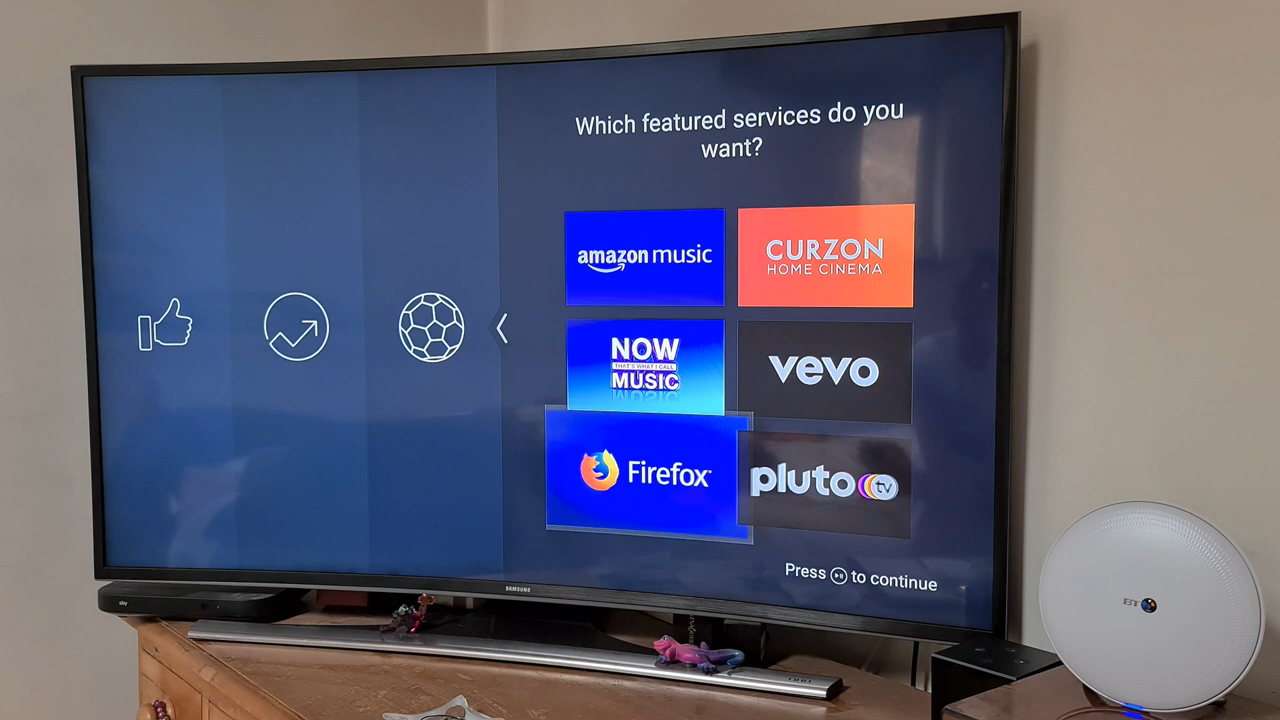 Which featured services do you
want?
amazon music
CURZON
HOME CINEMA
NOW
THAT'S WHAT I CALL
MUSIC
vevo
Firefox
pluto tv
Press to continue
SAMSUNG
sky
BT